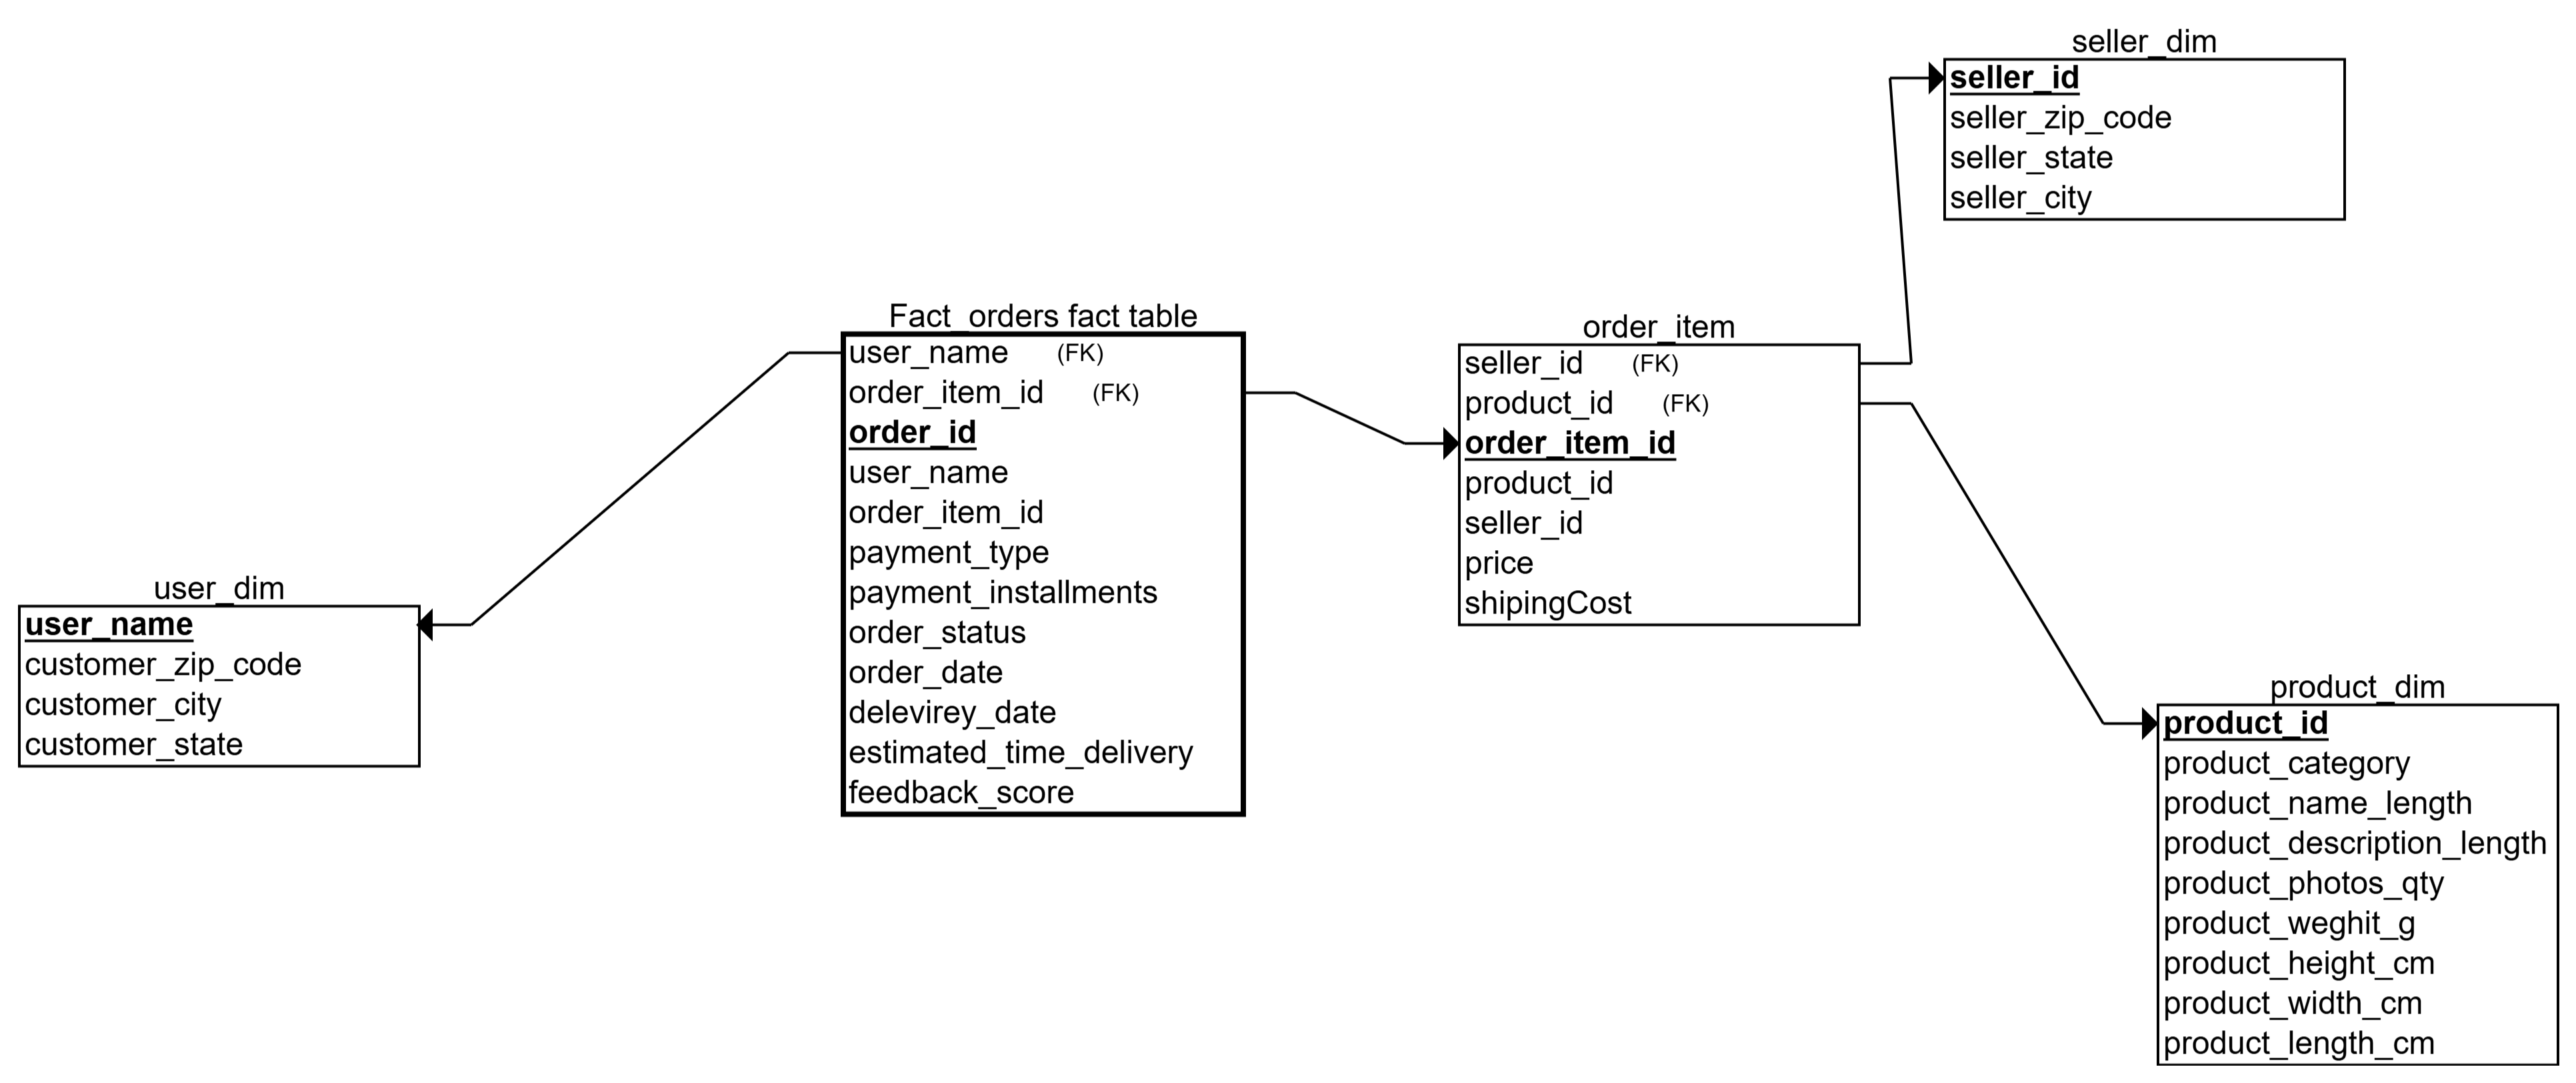 seller_dim
seller_id
seller_zip_code
seller_state
seller_city
Fact_orders fact table
user_name (FK)
order_item_id (FK)
order_id
user_name
order_item_id
payment_type
payment_installments
order_status
order_date
delevirey_date
estimated_time_delivery
feedback_score
order_item
seller_id (FK)
product_id (FK)
order_item_id
product_id
seller_id
price
shipingCost
user_dim
user_name
customer_zip_code
customer_city
customer_state
product_dim
product_id
product_category
product_name_length
product_description_length
product_photos_qty
product_weghit_g
product_height_cm
product_width_cm
product_length_cm